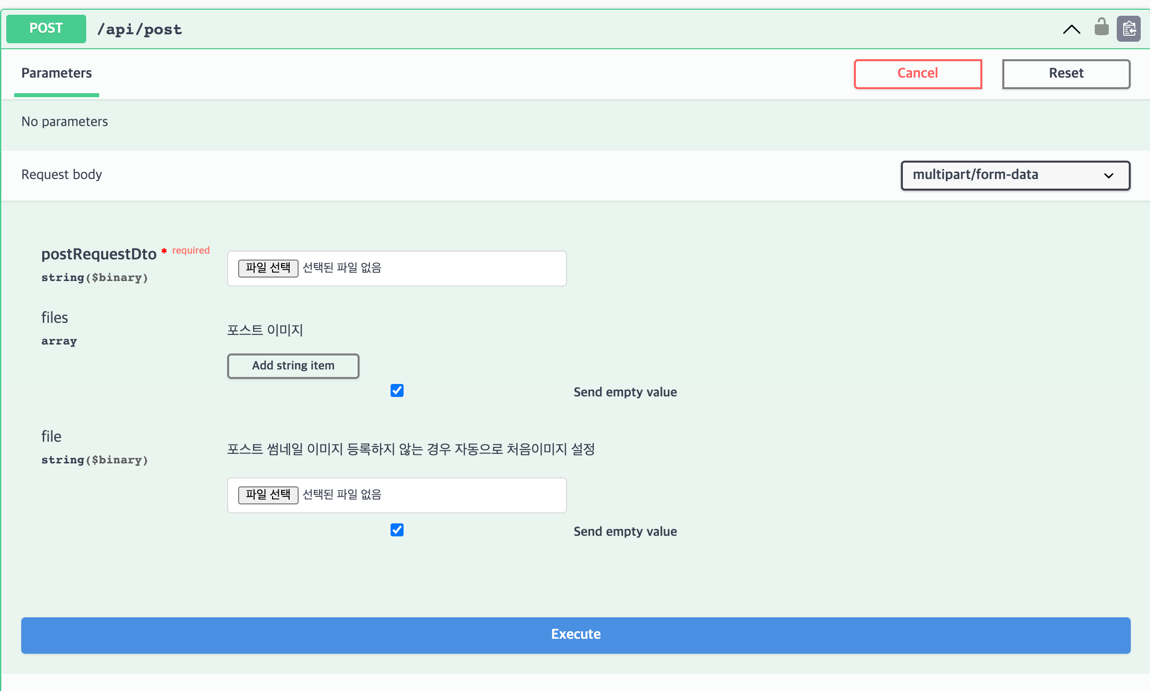 POST /api/post
Parameters Cancel Reset
No parameters
Request body multipart/form-data
postRequestDto * required
string($binary)
파일 선택 선택된 파일 없음
files
array
포스트 이미지
Add string item
Send empty value
file
string($binary)
포스트 썸네일 이미지 등록하지 않는 경우 자동으로 처음이미지 설정
파일 선택 선택된 파일 없음
Send empty value
Execute